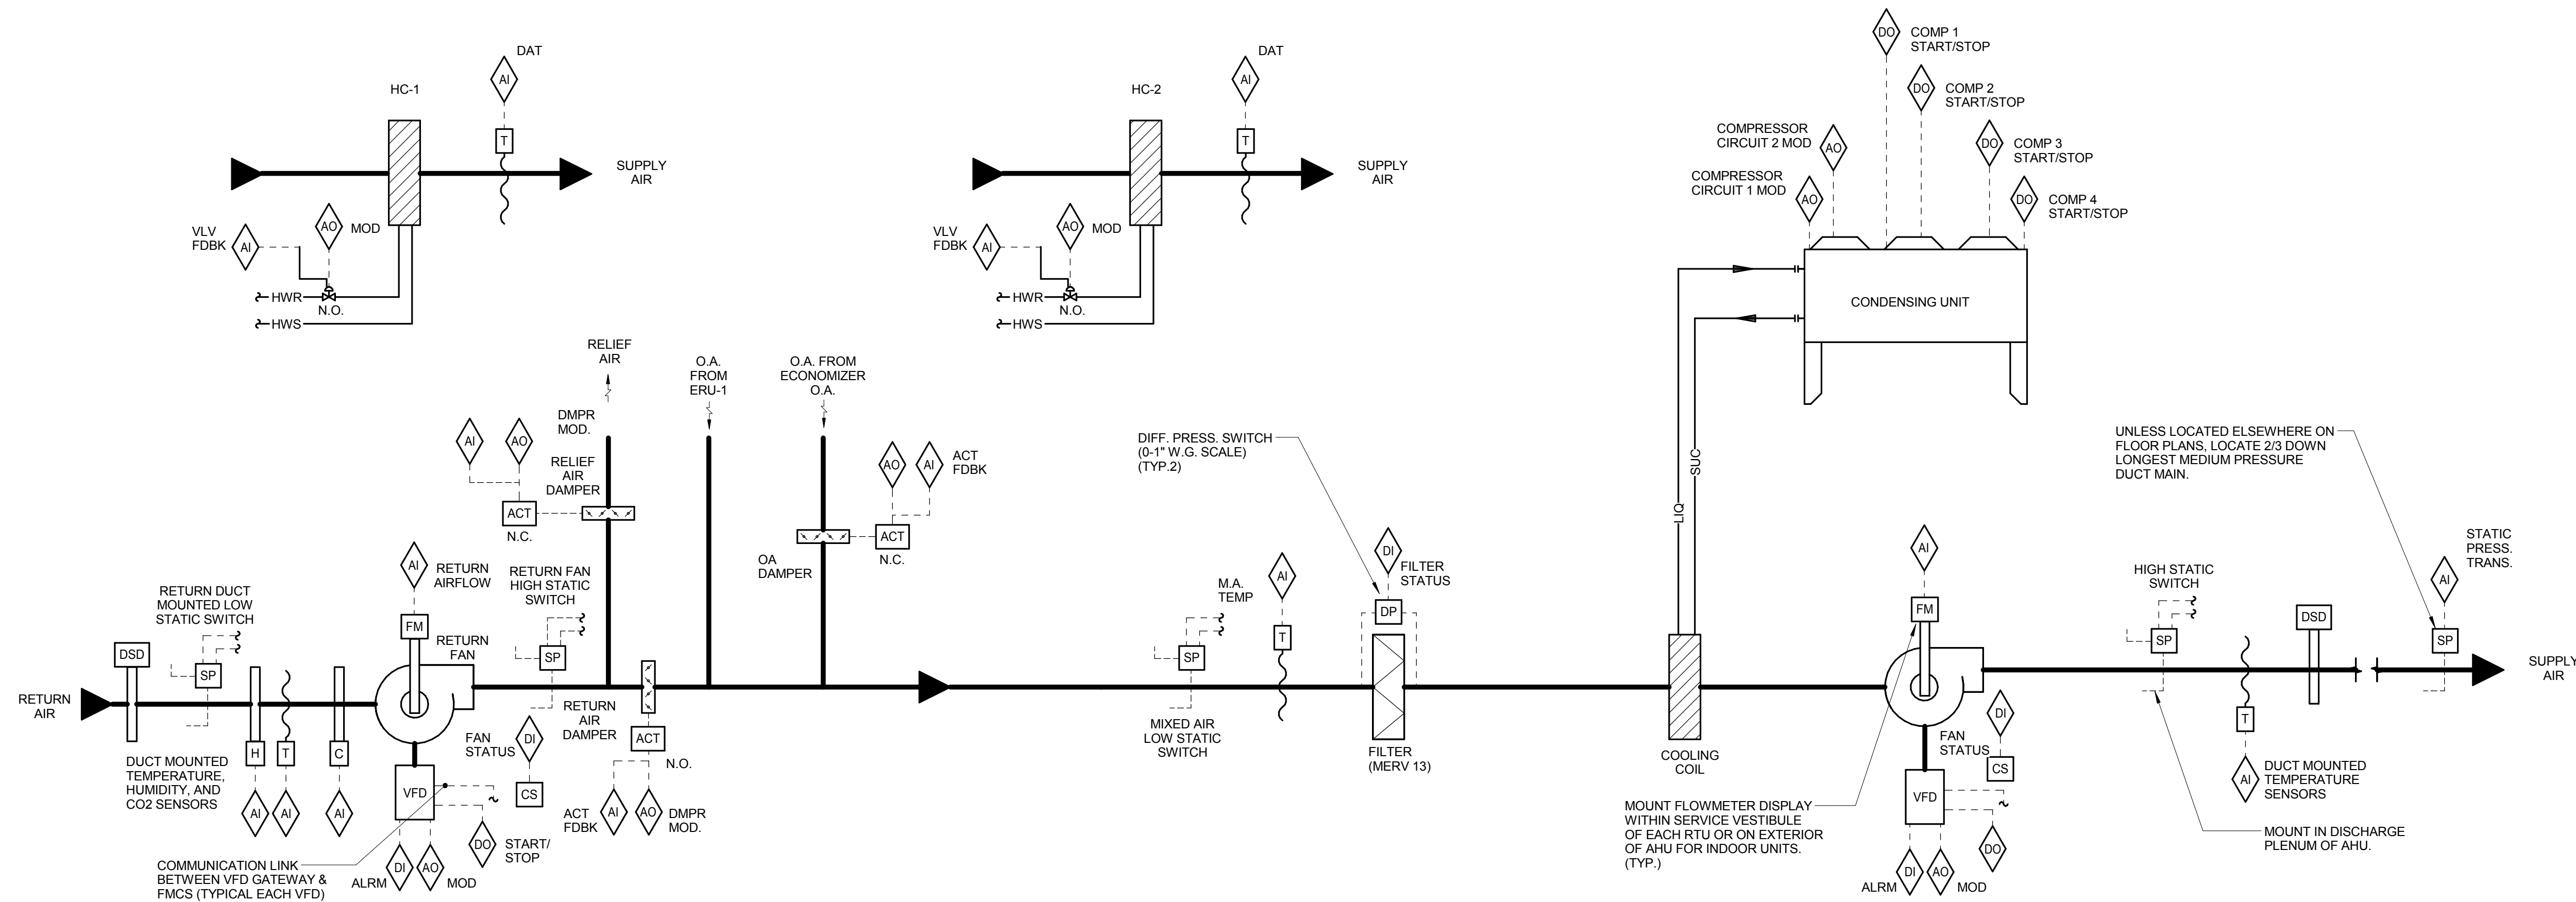 DAT
HC-1
AI
T
SUPPLY
AIR
VLV
FDBK
AI
AO
MOD
HWR
N.O.
HWS
DAT
HC-2
AI
T
SUPPLY
AIR
VLV
FDBK
AI
AO
MOD
HWR
N.O.
HWS
DO
COMP 1
START/STOP
DO
COMP 2
START/STOP
COMPRESSOR
CIRCUIT 2 MOD
AO
DO
COMP 3
START/STOP
COMPRESSOR
CIRCUIT 1 MOD
AO
DO
COMP 4
START/STOP
CONDENSING UNIT
LIQ
SUC
RELIEF
AIR
O.A.
FROM
ERU-1
O.A. FROM
ECONOMIZER
O.A.
DMPR
MOD.
AI
AO
RELIEF
AIR
DAMPER
ACT
N.C.
AO
AI
ACT
FDBK
ACT
N.C.
OA
DAMPER
DIFF. PRESS. SWITCH
(0-1" W.G. SCALE)
(TYP.2)
UNLESS LOCATED ELSEWHERE ON
FLOOR PLANS, LOCATE 2/3 DOWN
LONGEST MEDIUM PRESSURE
DUCT MAIN.
RETURN
AIR
DSD
RETURN DUCT
MOUNTED LOW
STATIC SWITCH
SP
H
T
C
DUCT MOUNTED
TEMPERATURE,
HUMIDITY, AND
CO2 SENSORS
AI
AI
AI
AI
RETURN
AIRFLOW
FM
RETURN
FAN
RETURN FAN
HIGH STATIC
SWITCH
SP
VFD
FAN
STATUS
DI
CS
DO
START/
STOP
COMMUNICATION LINK
BETWEEN VFD GATEWAY &
FMCS (TYPICAL EACH VFD)
ALRM
DI
AO
MOD
RETURN
AIR
DAMPER
ACT
N.O.
ACT
FDBK
AI
AO
DMPR
MOD.
SP
MIXED AIR
LOW STATIC
SWITCH
M.A.
TEMP
AI
T
DI
FILTER
STATUS
DP
FILTER
(MERV 13)
COOLING
COIL
MOUNT FLOWMETER DISPLAY
WITHIN SERVICE VESTIBULE
OF EACH RTU OR ON EXTERIOR
OF AHU FOR INDOOR UNITS.
(TYP.)
AI
FM
FAN
STATUS
DI
CS
VFD
DO
ALRM
DI
AO
MOD
HIGH STATIC
SWITCH
SP
T
AI
DUCT MOUNTED
TEMPERATURE
SENSORS
MOUNT IN DISCHARGE
PLENUM OF AHU.
DSD
STATIC
PRESS.
TRANS.
AI
SP
SUPPLY
AIR